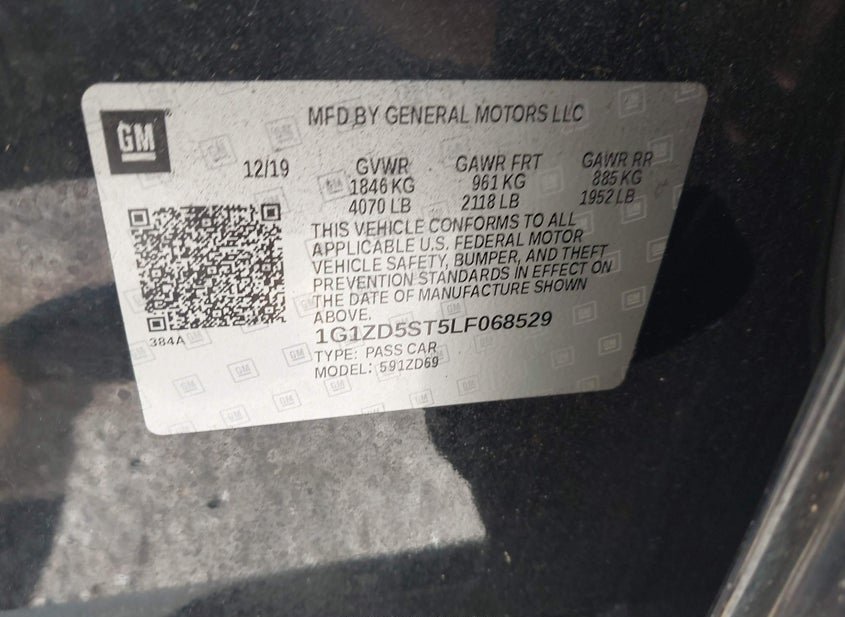 GM
MFD BY GENERAL MOTORS LLC
12/19 GVWR GAWR FRT GAWR RR
1846 KG 961 KG 885 KG
4070 LB 2118 LB 1952 LB
THIS VEHICLE CONFORMS TO ALL
APPLICABLE U.S. FEDERAL MOTOR
VEHICLE SAFETY, BUMPER, AND THEFT
PREVENTION STANDARDS IN EFFECT ON
THE DATE OF MANUFACTURE SHOWN
ABOVE.
384A
1G1ZD5ST5LF068529
TYPE: PASS CAR
MODEL: 591ZD69